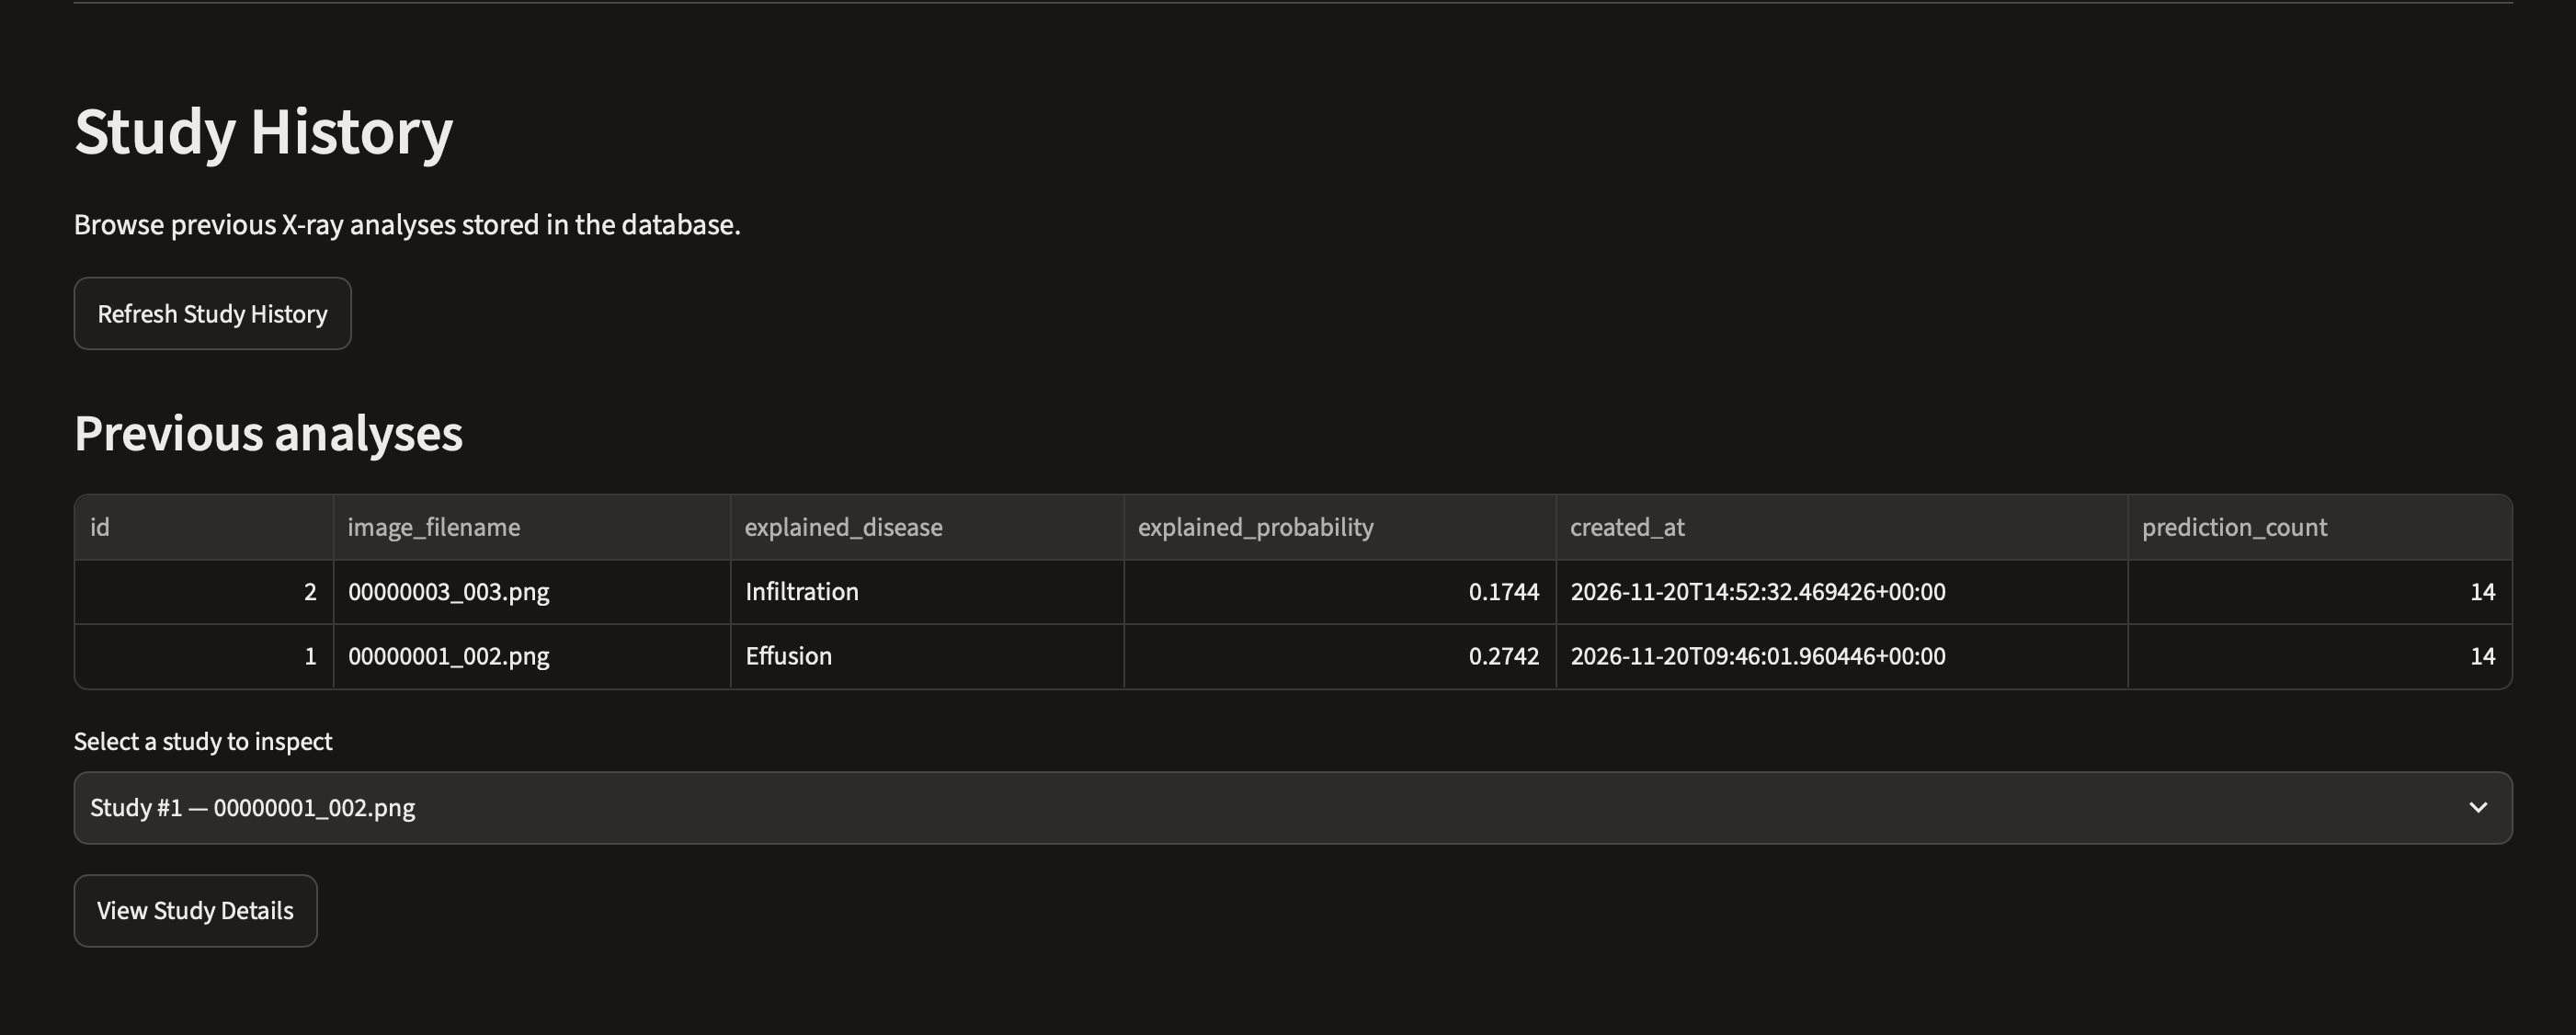 Study History
Browse previous X-ray analyses stored in the database.
Refresh Study History
Previous analyses
id image_filename explained_disease explained_probability created_at prediction_count
2 00000003_003.png Infiltration 0.1744 2026-11-20T14:52:32.469426+00:00 14
1 00000001_002.png Effusion 0.2742 2026-11-20T09:46:01.960446+00:00 14
Select a study to inspect
Study #1 — 00000001_002.png
View Study Details